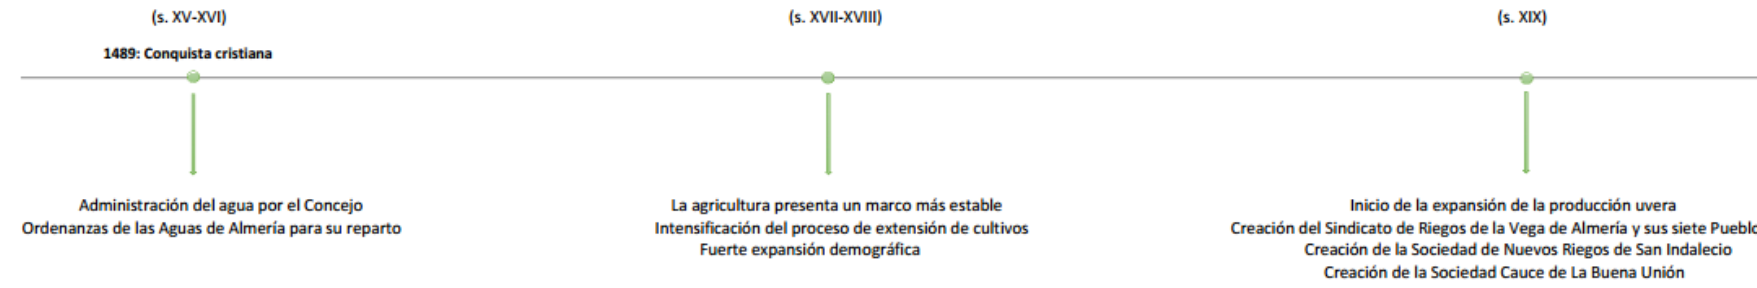 (s. XV-XVI)
1489: Conquista cristiana
Administración del agua por el Concejo
Ordenanzas de las Aguas de Almería para su reparto
(s. XVII-XVIII)
La agricultura presenta un marco más estable
Intensificación del proceso de extensión de cultivos
Fuerte expansión demográfica
(s. XIX)
Inicio de la expansión de la producción uvera
Creación del Sindicato de Riegos de la Vega de Almería y sus siete Pueblo
Creación de la Sociedad de Nuevos Riegos de San Indalecio
Creación de la Sociedad Cauce de La Buena Unión